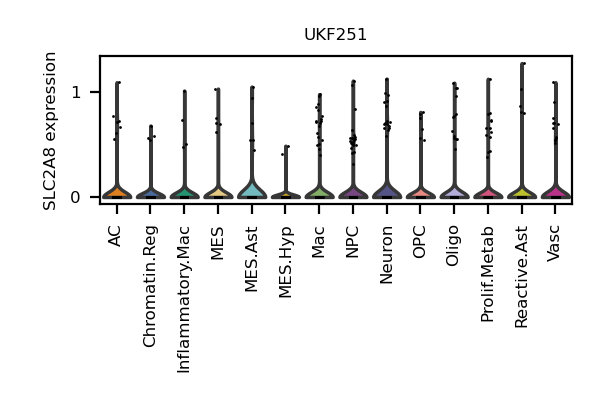 UKF251
SLC2A8 expression
1
0
AC
Chromatin.Reg
Inflammatory.Mac
MES
MES.Ast
MES.Hyp
Mac
NPC
Neuron
OPC
Oligo
Prolif.Metab
Reactive.Ast
Vasc